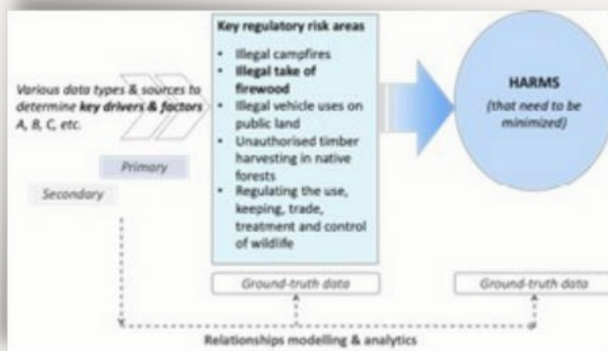 Key regulatory risk areas
• Illegal campfires
• Illegal take of
firewood
• Illegal vehicle uses on
public land
• Unauthorised timber
harvesting in native
forests
• Regulating the use,
keeping, trade,
treatment and control
of wildlife
Various data types & sources to
determine key drivers & factors
A, B, C, etc.
Primary
Secondary
HARMS
(that need to be
minimized)
Ground-truth data
Ground-truth data
Relationships modelling & analytics